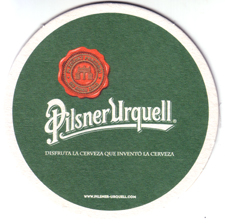 Pilsner Urquell
DISFRUTA LA CERVEZA QUE INVENTÓ LA CERVEZA
WWW.PILSNER-URQUELL.COM